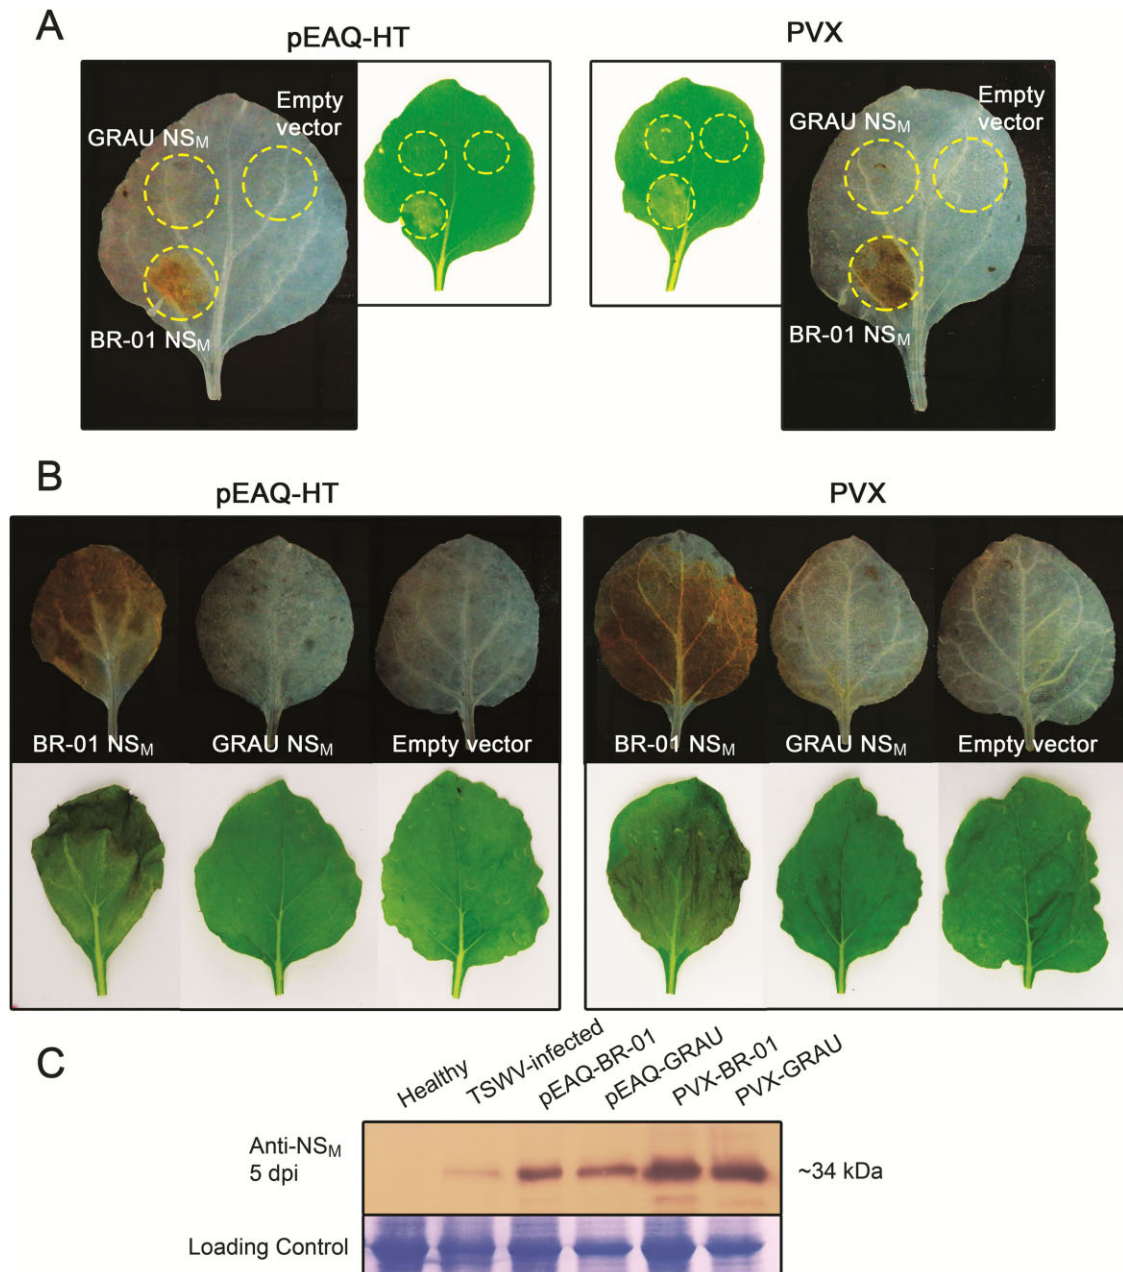 A
pEAQ-HT
PVX
GRAU NSM
Empty
vector
BR-01 NSM
GRAU NSM
Empty
vector
BR-01 NSM
B
pEAQ-HT
PVX
BR-01 NSM
GRAU NSM
Empty vector
BR-01 NSM
GRAU NSM
Empty vector
C
Healthy
TSWV-infected
pEAQ-BR-01
pEAQ-GRAU
PVX-BR-01
PVX-GRAU
Anti-NSM
5 dpi
~34 kDa
Loading Control